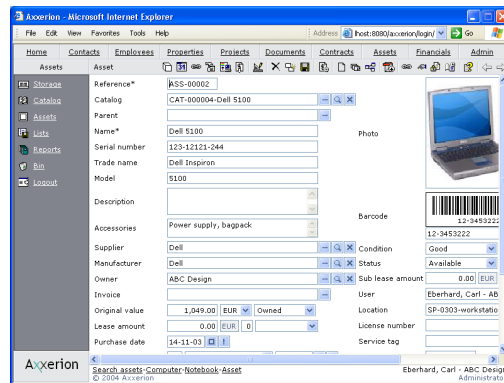 Axxerion - Microsoft Internet Explorer
File Edit View Favorites Tools Help Address lhost:8080/axxerion/login/ Go
Home Contacts Employees Properties Projects Documents Contracts Assets Financials Admin
Assets Asset
Storage
Catalog
Assets
Lists
Reports
Bin
Logout
Reference* ASS-00002
Catalog CAT-000004-Dell 5100
Parent
Name* Dell 5100 Photo
Serial number 123-12121-244
Trade name Dell Inspiron
Model 5100
Description
Barcode 12-3453222
Accessories Power supply, bagpack 12-3453222
Supplier Dell Condition Good
Manufacturer Dell Status Available
Owner ABC Design Sub lease amount 0.00 EUR
Invoice User Eberhard, Carl - AB
Original value 1,049.00 EUR Owned Location SP-0303-workstatio
Lease amount 0.00 EUR 0 License number
Purchase date 14-11-03 ! Service tag
Axxerion
Search assets-Computer-Notebook-Asset Eberhard, Carl - ABC Design
© 2004 Axxerion Administrator